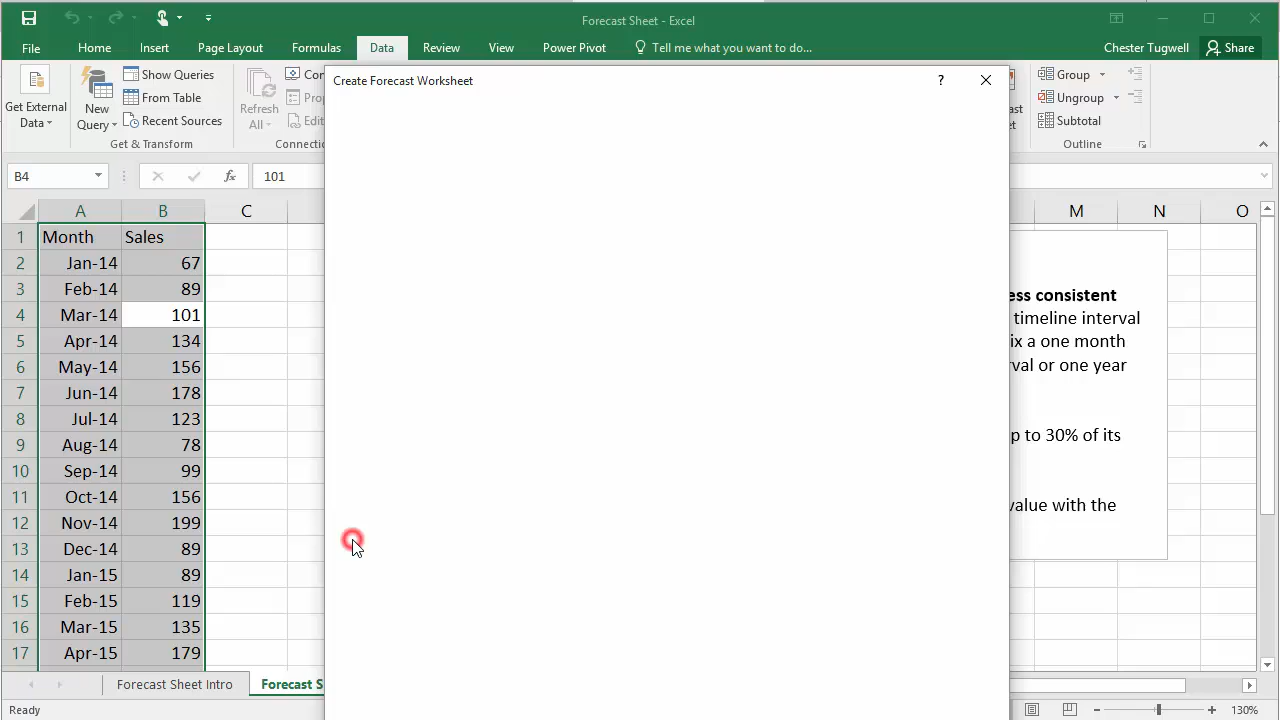 Forecast Sheet - Excel
File Home Insert Page Layout Formulas Data Review View Power Pivot Tell me what you want to do... Chester Tugwell Share
Get External Data
New Query
Show Queries
From Table
Recent Sources
Get & Transform
Refresh All
Create Forecast Worksheet
?
Group
Ungroup
Subtotal
Outline
B4 fx 101
A B C M N O
1 Month Sales
2 Jan-14 67
3 Feb-14 89
4 Mar-14 101
5 Apr-14 134
6 May-14 156
7 Jun-14 178
8 Jul-14 123
9 Aug-14 78
10 Sep-14 99
11 Oct-14 156
12 Nov-14 199
13 Dec-14 89
14 Jan-15 89
15 Feb-15 119
16 Mar-15 135
17 Apr-15 179
ess consistent
timeline interval
ix a one month
rval or one year
p to 30% of its
value with the
Forecast Sheet Intro Forecast S
Ready 130%